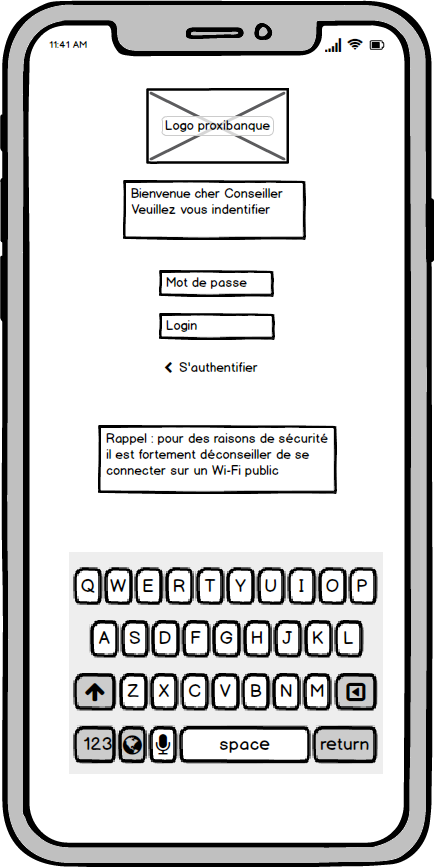 11:41 AM
Logo proxibanque
Bienvenue cher Conseiller
Veuillez vous indentifier
Mot de passe
Login
S'authentifier
Rappel : pour des raisons de sécurité
il est fortement déconseiller de se
connecter sur un Wi-Fi public
Q W E R T Y U I O P
A S D F G H J K L
Z X C V B N M
123 space return